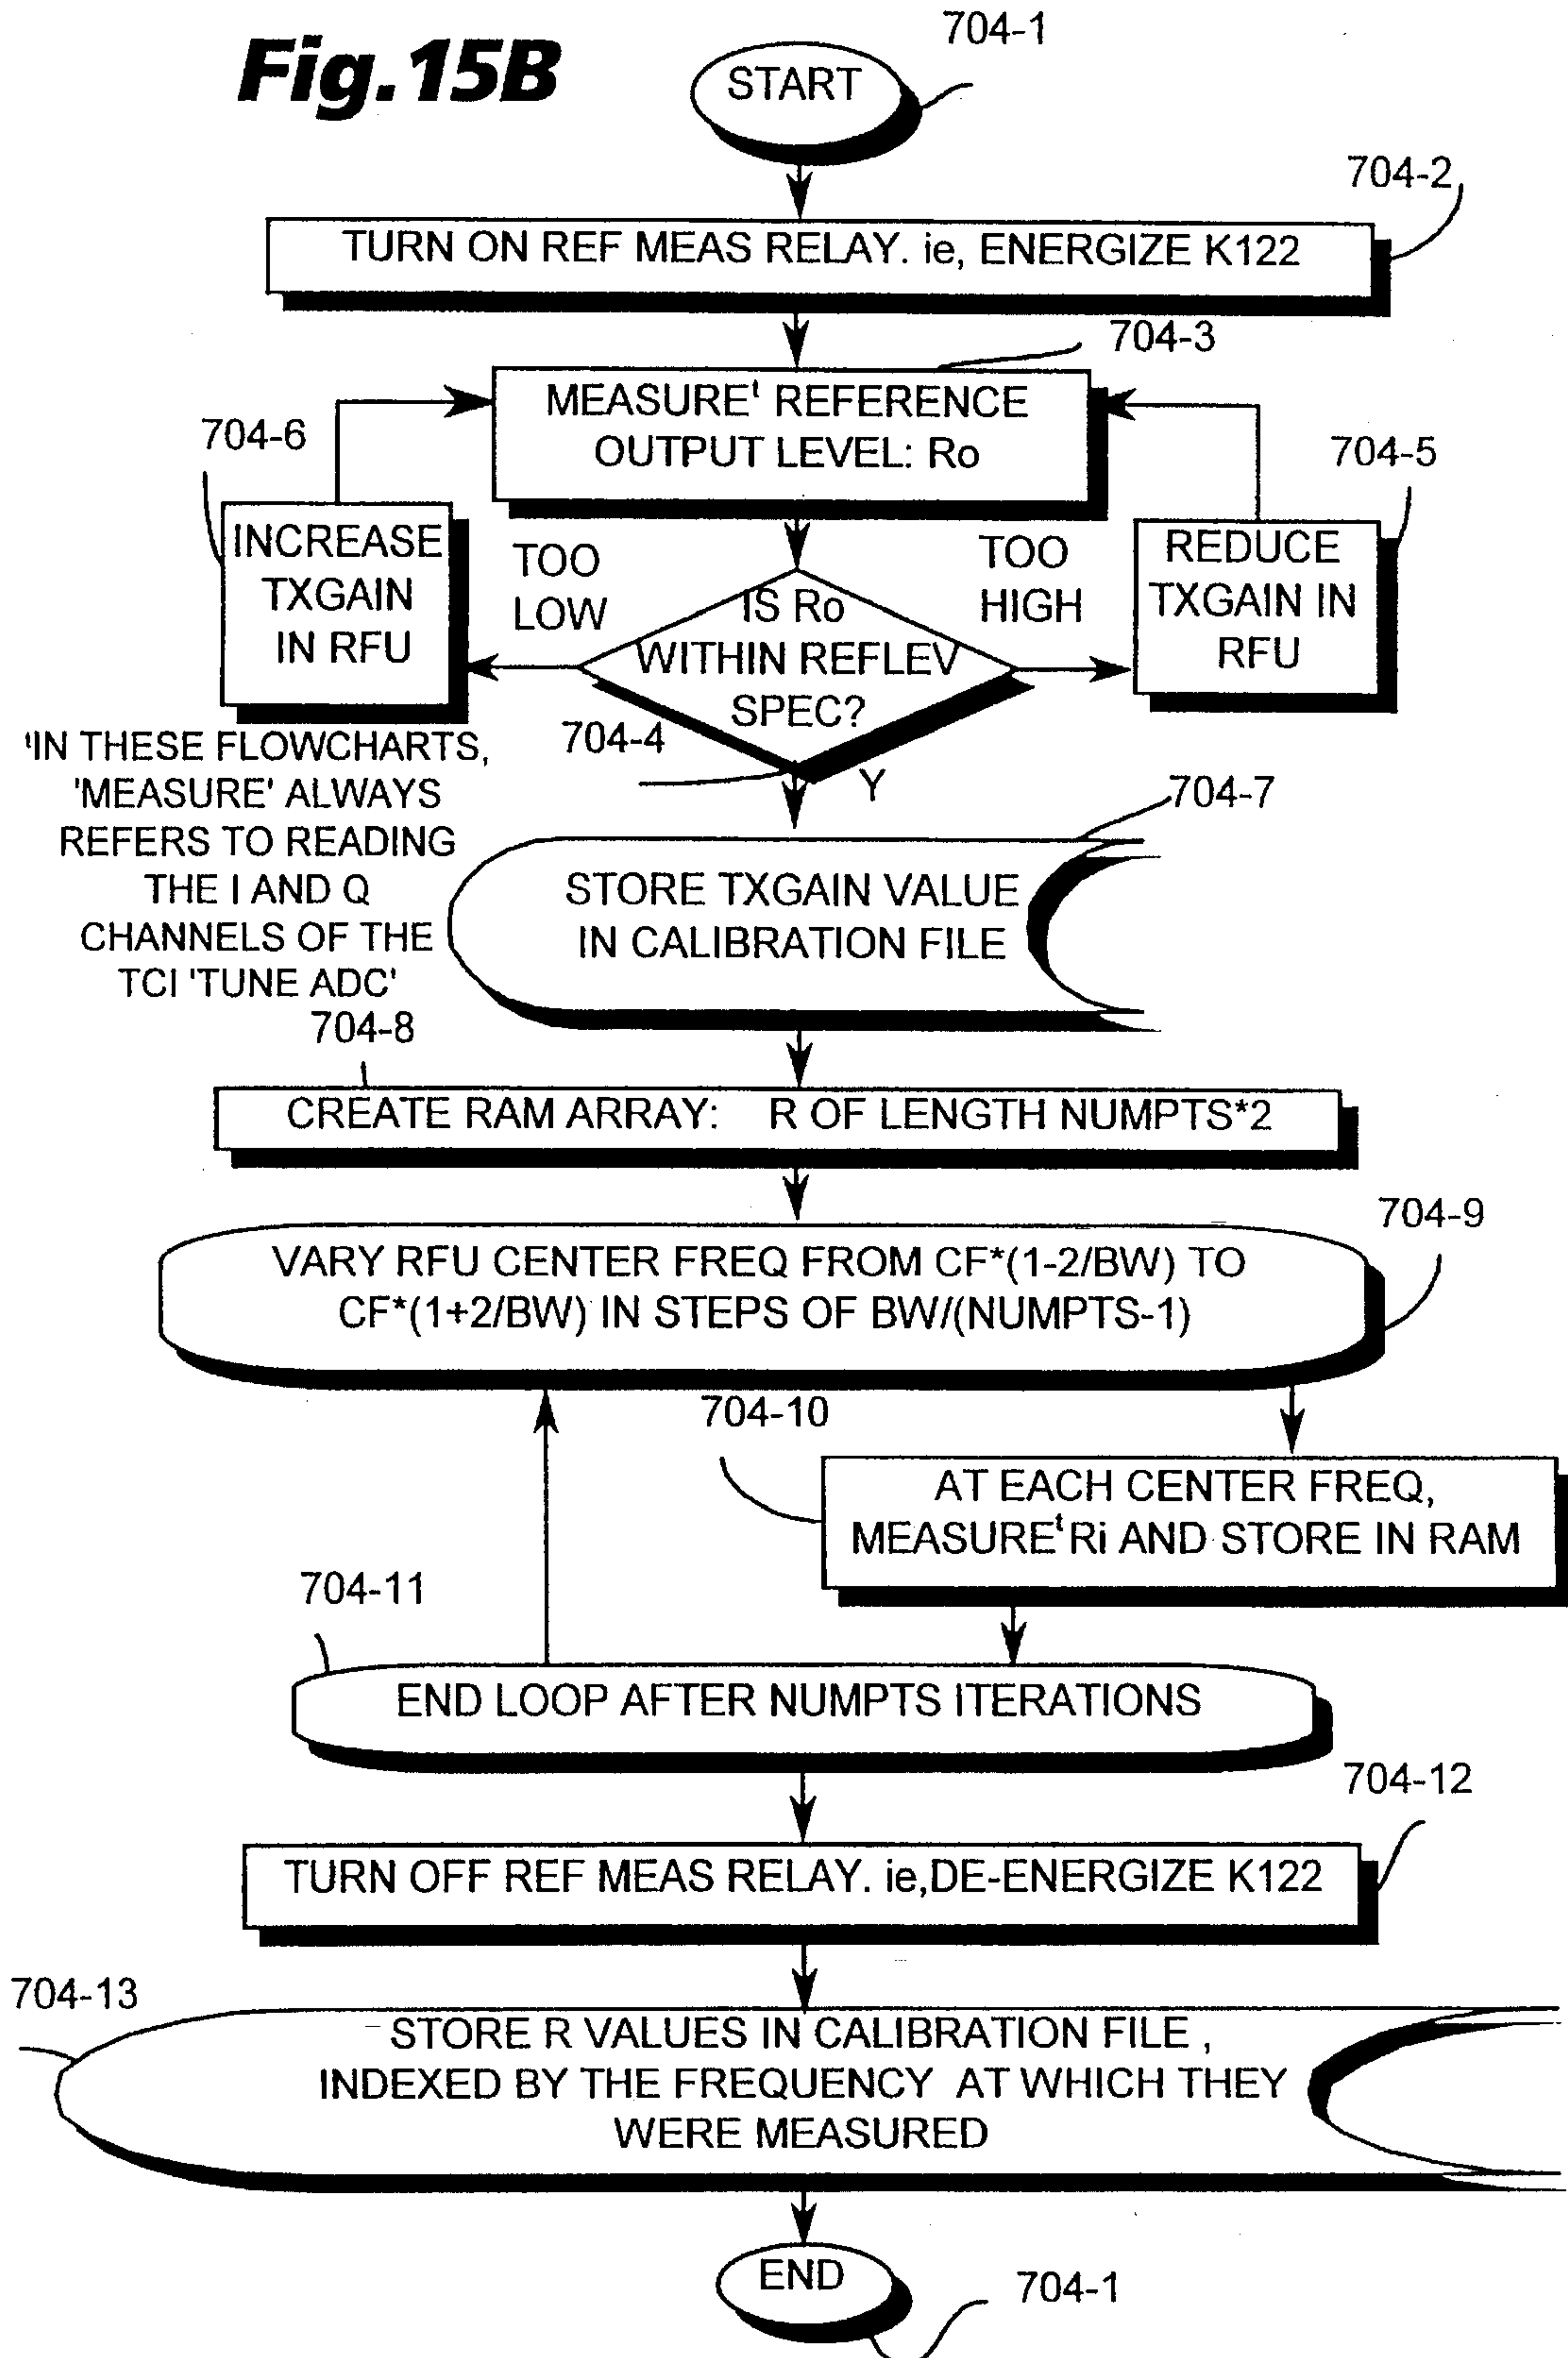 Fig.15B
704-1
START
704-2
TURN ON REF MEAS RELAY. ie, ENERGIZE K122
704-3
MEASURE^t REFERENCE
OUTPUT LEVEL: Ro
704-6
INCREASE
TXGAIN
IN RFU
TOO
LOW
IS Ro
WITHIN REFLEV
SPEC?
TOO
HIGH
704-5
REDUCE
TXGAIN IN
RFU
704-4
Y
'IN THESE FLOWCHARTS,
'MEASURE' ALWAYS
REFERS TO READING
THE I AND Q
CHANNELS OF THE
TCI 'TUNE ADC'
704-7
STORE TXGAIN VALUE
IN CALIBRATION FILE
704-8
CREATE RAM ARRAY: R OF LENGTH NUMPTS*2
704-9
VARY RFU CENTER FREQ FROM CF*(1-2/BW) TO
CF*(1+2/BW) IN STEPS OF BW/(NUMPTS-1)
704-10
AT EACH CENTER FREQ,
MEASURE^t Ri AND STORE IN RAM
704-11
END LOOP AFTER NUMPTS ITERATIONS
704-12
TURN OFF REF MEAS RELAY. ie,DE-ENERGIZE K122
704-13
STORE R VALUES IN CALIBRATION FILE ,
INDEXED BY THE FREQUENCY AT WHICH THEY
WERE MEASURED
END
704-1